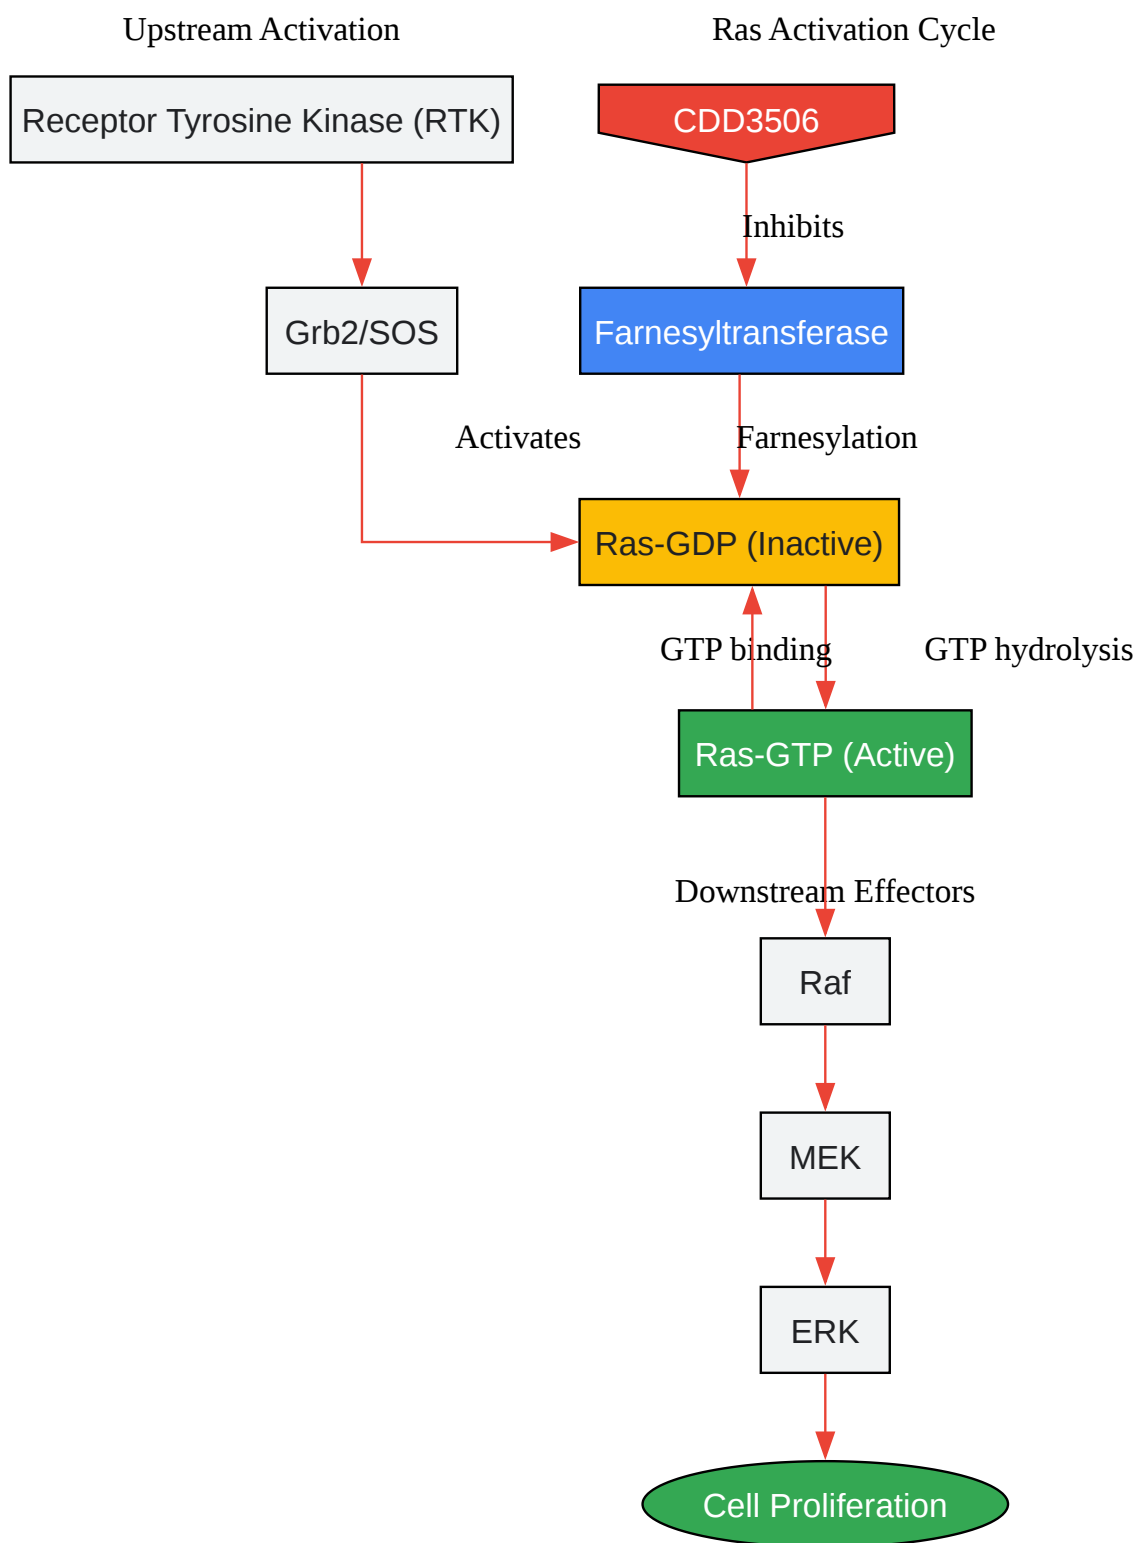 Upstream Activation
Ras Activation Cycle
Receptor Tyrosine Kinase (RTK)
CDD3506
Inhibits
Grb2/SOS
Farnesyltransferase
Activates
Farnesylation
Ras-GDP (Inactive)
GTP binding
GTP hydrolysis
Ras-GTP (Active)
Downstream Effectors
Raf
MEK
ERK
Cell Proliferation